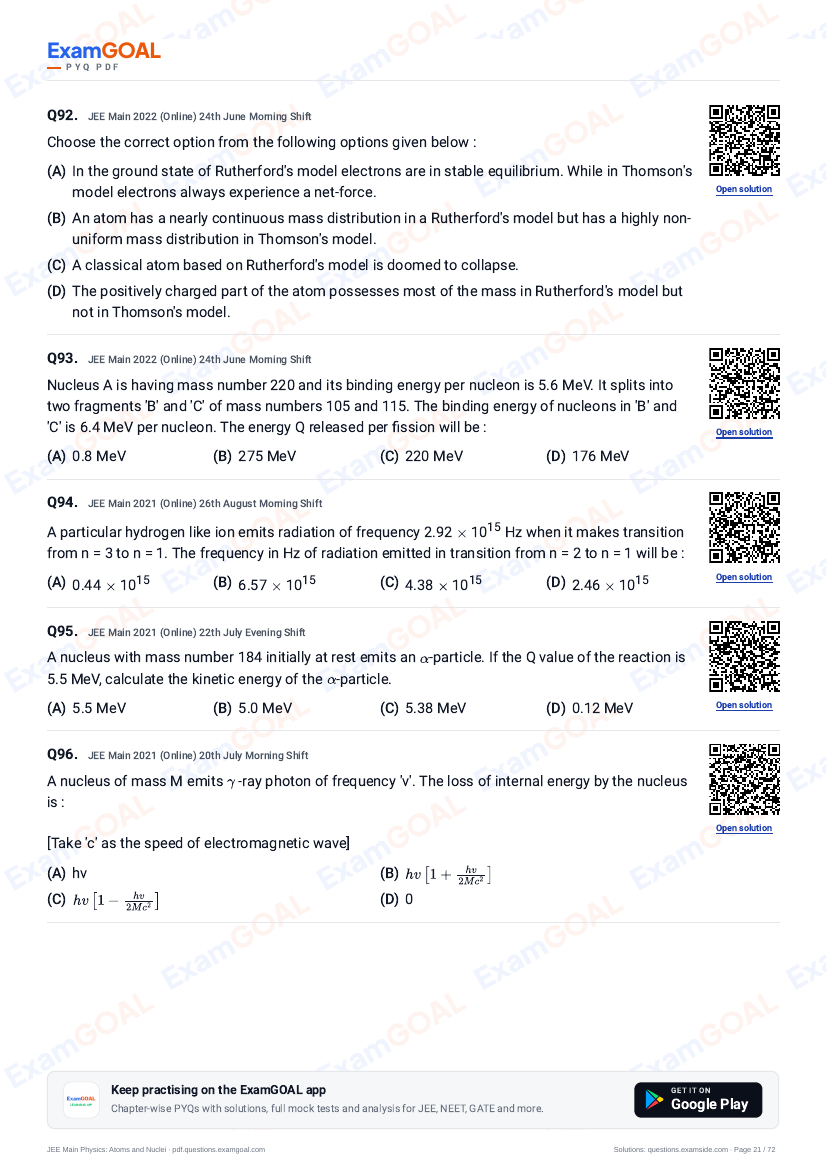 ExamGOAL
PYQ PDF
Q92. JEE Main 2022 (Online) 24th June Morning Shift
Choose the correct option from the following options given below :
(A) In the ground state of Rutherford's model electrons are in stable equilibrium. While in Thomson's
model electrons always experience a net-force.
(B) An atom has a nearly continuous mass distribution in a Rutherford's model but has a highly non-
uniform mass distribution in Thomson's model.
(C) A classical atom based on Rutherford's model is doomed to collapse.
(D) The positively charged part of the atom possesses most of the mass in Rutherford's model but
not in Thomson's model.
Open solution
Q93. JEE Main 2022 (Online) 24th June Morning Shift
Nucleus A is having mass number 220 and its binding energy per nucleon is 5.6 MeV. It splits into
two fragments 'B' and 'C' of mass numbers 105 and 115. The binding energy of nucleons in 'B' and
'C' is 6.4 MeV per nucleon. The energy Q released per fission will be :
(A) 0.8 MeV (B) 275 MeV (C) 220 MeV (D) 176 MeV
Open solution
Q94. JEE Main 2021 (Online) 26th August Morning Shift
A particular hydrogen like ion emits radiation of frequency 2.92 × 10^15 Hz when it makes transition
from n = 3 to n = 1. The frequency in Hz of radiation emitted in transition from n = 2 to n = 1 will be :
(A) 0.44 × 10^15 (B) 6.57 × 10^15 (C) 4.38 × 10^15 (D) 2.46 × 10^15
Open solution
Q95. JEE Main 2021 (Online) 22th July Evening Shift
A nucleus with mass number 184 initially at rest emits an α-particle. If the Q value of the reaction is
5.5 MeV, calculate the kinetic energy of the α-particle.
(A) 5.5 MeV (B) 5.0 MeV (C) 5.38 MeV (D) 0.12 MeV
Open solution
Q96. JEE Main 2021 (Online) 20th July Morning Shift
A nucleus of mass M emits γ-ray photon of frequency 'v'. The loss of internal energy by the nucleus
is :
[Take 'c' as the speed of electromagnetic wave]
(A) hv (B) hv [1 + hv/2Mc²]
(C) hv [1 − hv/2Mc²] (D) 0
Open solution
Keep practising on the ExamGOAL app
Chapter-wise PYQs with solutions, full mock tests and analysis for JEE, NEET, GATE and more.
GET IT ON
Google Play
JEE Main Physics: Atoms and Nuclei · pdf.questions.examgoal.com Solutions: questions.examside.com · Page 21 / 72